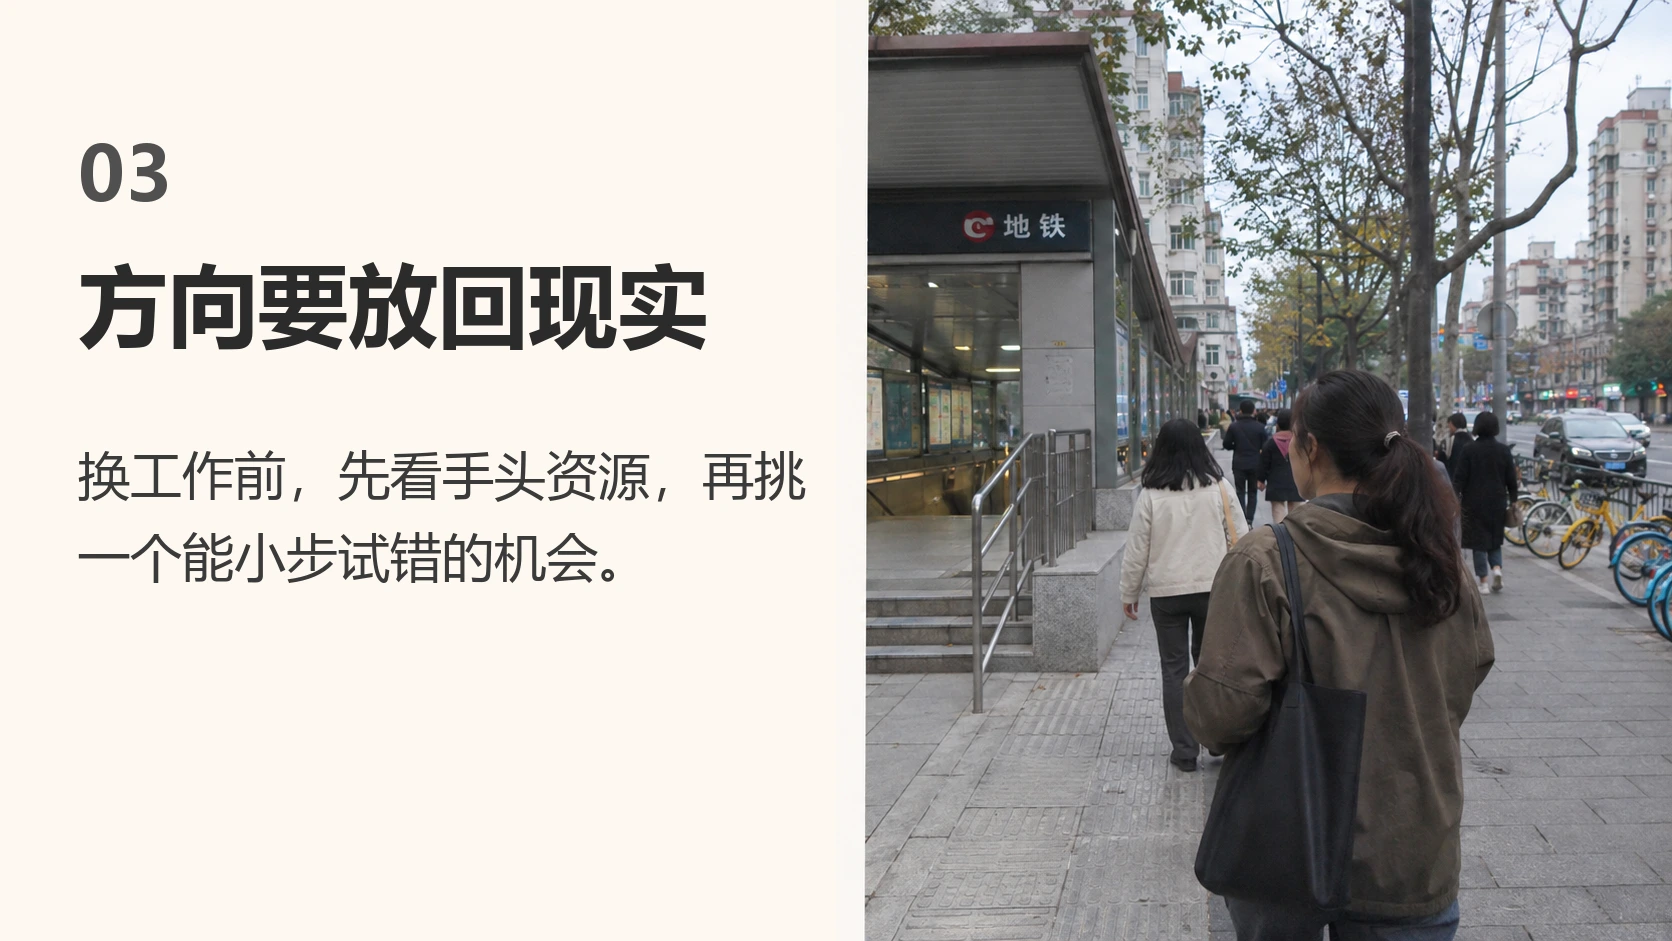 03
方向要放回现实
换工作前，先看手头资源，再挑
一个能小步试错的机会。
地铁